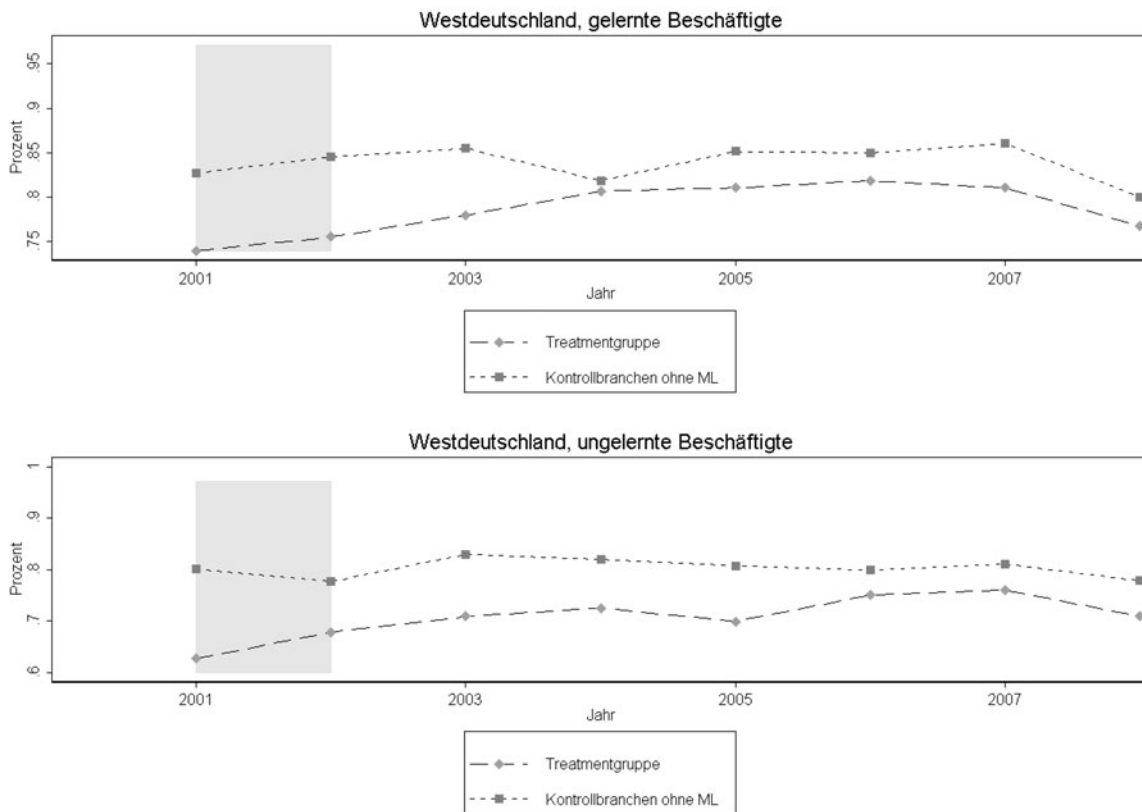 Westdeutschland, gelernte Beschäftigte
Prozent
.95
.9
.85
.8
.75
2001
2003
2005
2007
Jahr
Treatmentgruppe
Kontrollbranchen ohne ML
Westdeutschland, ungelernte Beschäftigte
Prozent
1
.9
.8
.7
.6
2001
2003
2005
2007
Jahr
Treatmentgruppe
Kontrollbranchen ohne ML